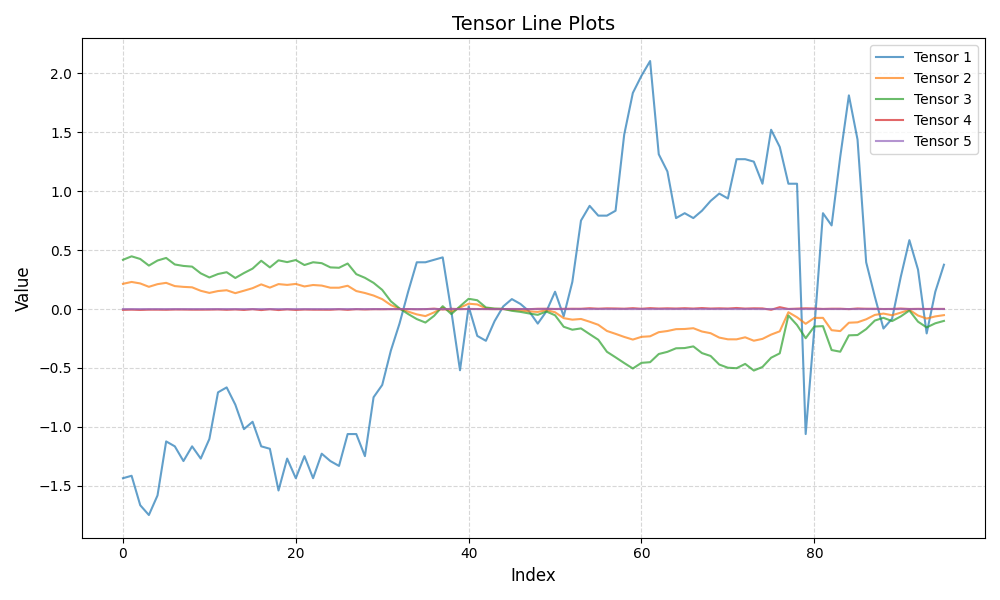 Tensor Line Plots
Tensor 1
Tensor 2
Tensor 3
Tensor 4
Tensor 5
Value
2.0
1.5
1.0
0.5
0.0
−0.5
−1.0
−1.5
0
20
40
60
80
Index